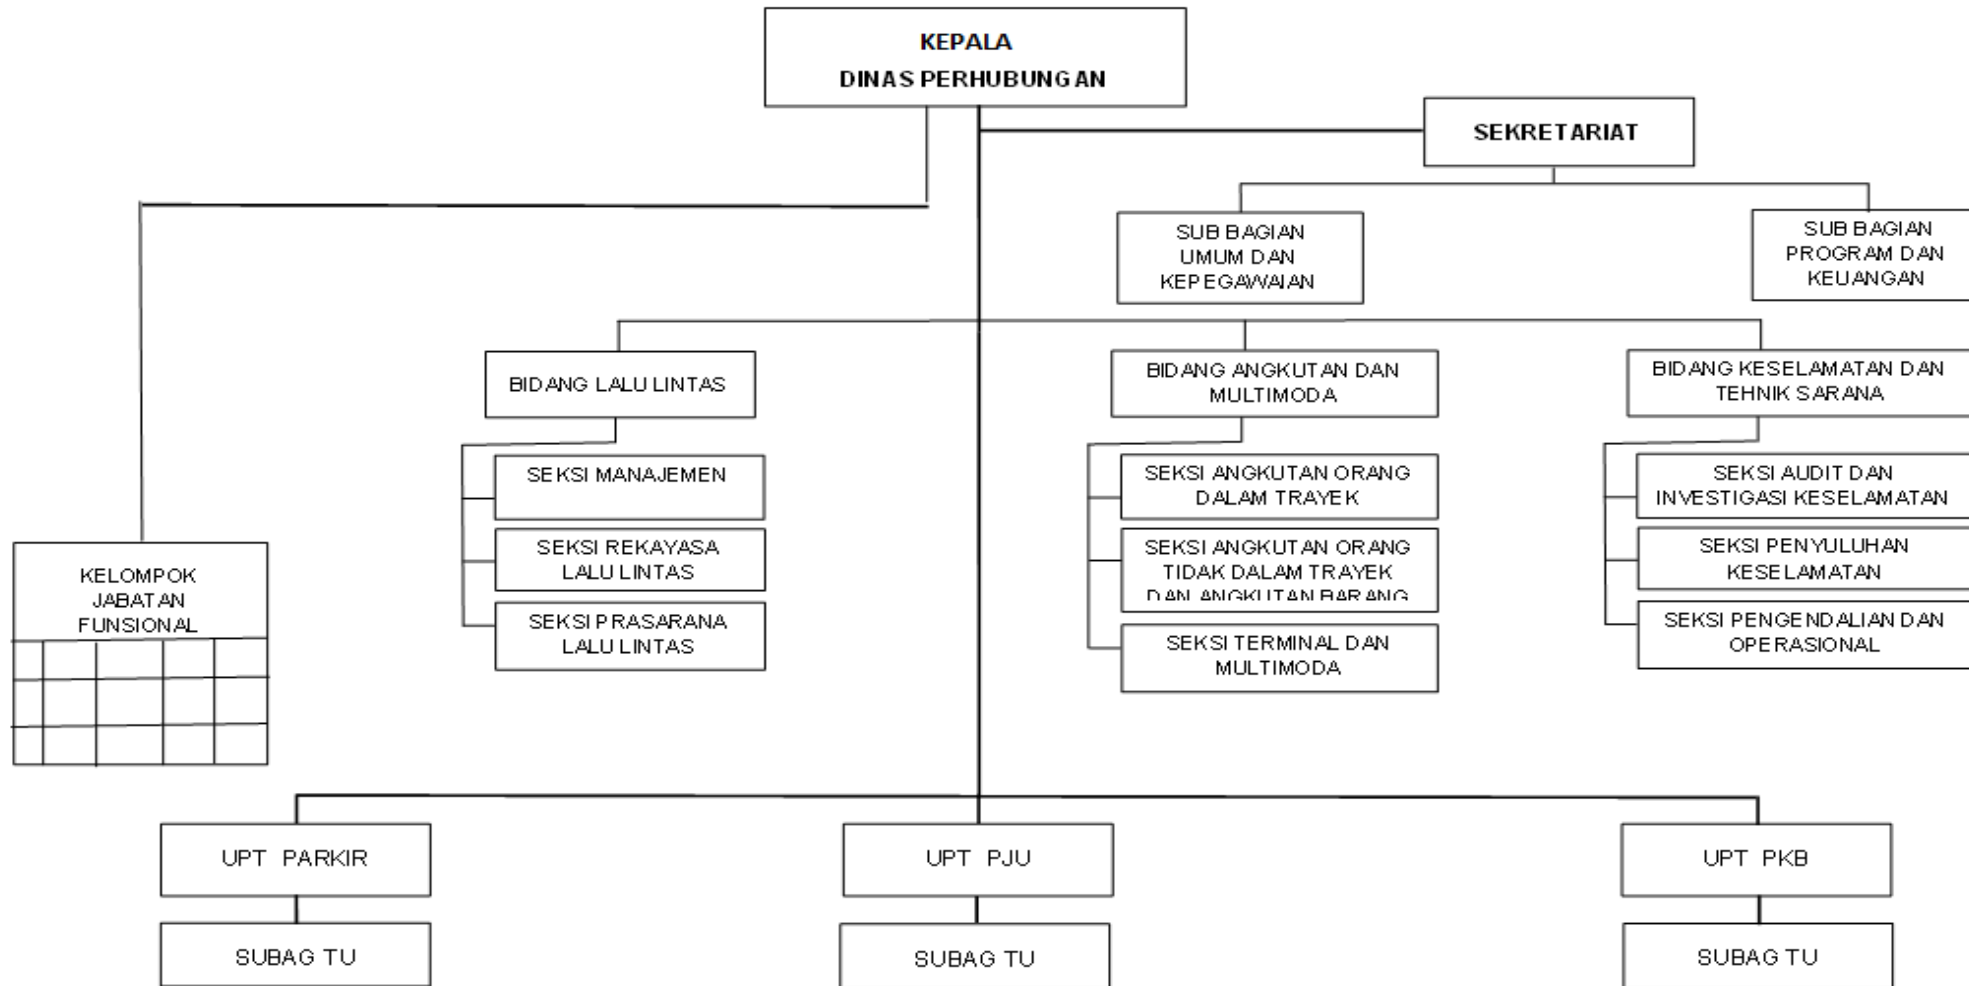 KEPALA
DINAS PERHUBUNGAN
SEKRETARIAT
SUB BAGIAN
UMUM DAN
KEPEGAWAIAN
SUB BAGIAN
PROGRAM DAN
KEUANGAN
BIDANG LALU LINTAS
BIDANG ANGKUTAN DAN
MULTIMODA
BIDANG KESELAMATAN DAN
TEHNIK SARANA
SEKSI MANAJEMEN
SEKSI REKAYASA
LALU LINTAS
SEKSI PRASARANA
LALU LINTAS
SEKSI ANGKUTAN ORANG
DALAM TRAYEK
SEKSI ANGKUTAN ORANG
TIDAK DALAM TRAYEK
DAN ANGKUTAN BARANG
SEKSI TERMINAL DAN
MULTIMODA
SEKSI AUDIT DAN
INVESTIGASI KESELAMATAN
SEKSI PENYULUHAN
KESELAMATAN
SEKSI PENGENDALIAN DAN
OPERASIONAL
KELOMPOK
JABATAN
FUNSIONAL
UPT PARKIR
UPT PJU
UPT PKB
SUBAG TU
SUBAG TU
SUBAG TU